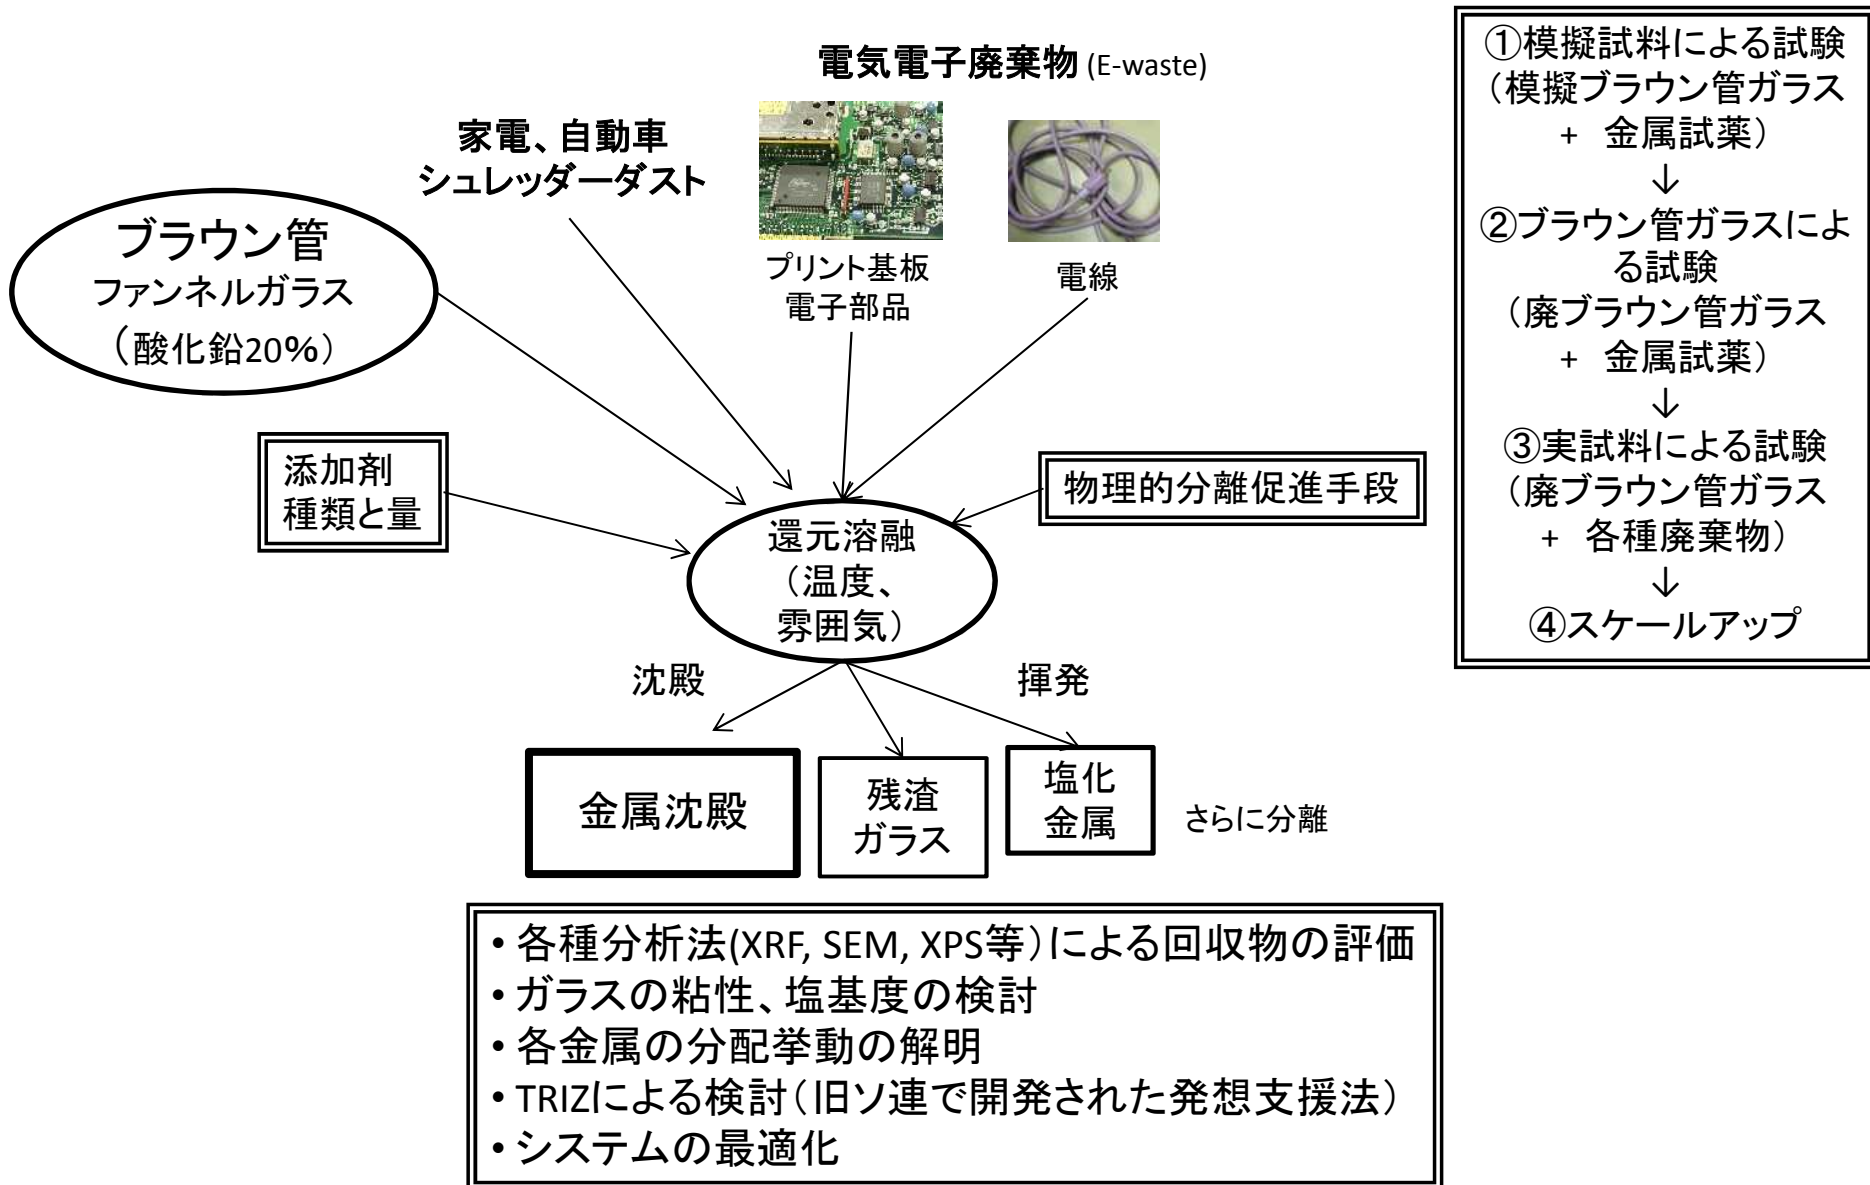 電気電子廃棄物 (E-waste)
家電、自動車
シュレッダーダスト
プリント基板
電子部品
電線
ブラウン管
ファンネルガラス
(酸化鉛20%)
添加剤
種類と量
物理的分離促進手段
還元溶融
(温度、
雰囲気)
沈殿
揮発
金属沈殿
残渣
ガラス
塩化
金属
さらに分離
①模擬試料による試験
(模擬ブラウン管ガラス
+ 金属試薬)
↓
②ブラウン管ガラスによ
る試験
(廃ブラウン管ガラス
+ 金属試薬)
↓
③実試料による試験
(廃ブラウン管ガラス
+ 各種廃棄物)
↓
④スケールアップ
• 各種分析法(XRF, SEM, XPS等)による回収物の評価
• ガラスの粘性、塩基度の検討
• 各金属の分配挙動の解明
• TRIZによる検討(旧ソ連で開発された発想支援法)
• システムの最適化